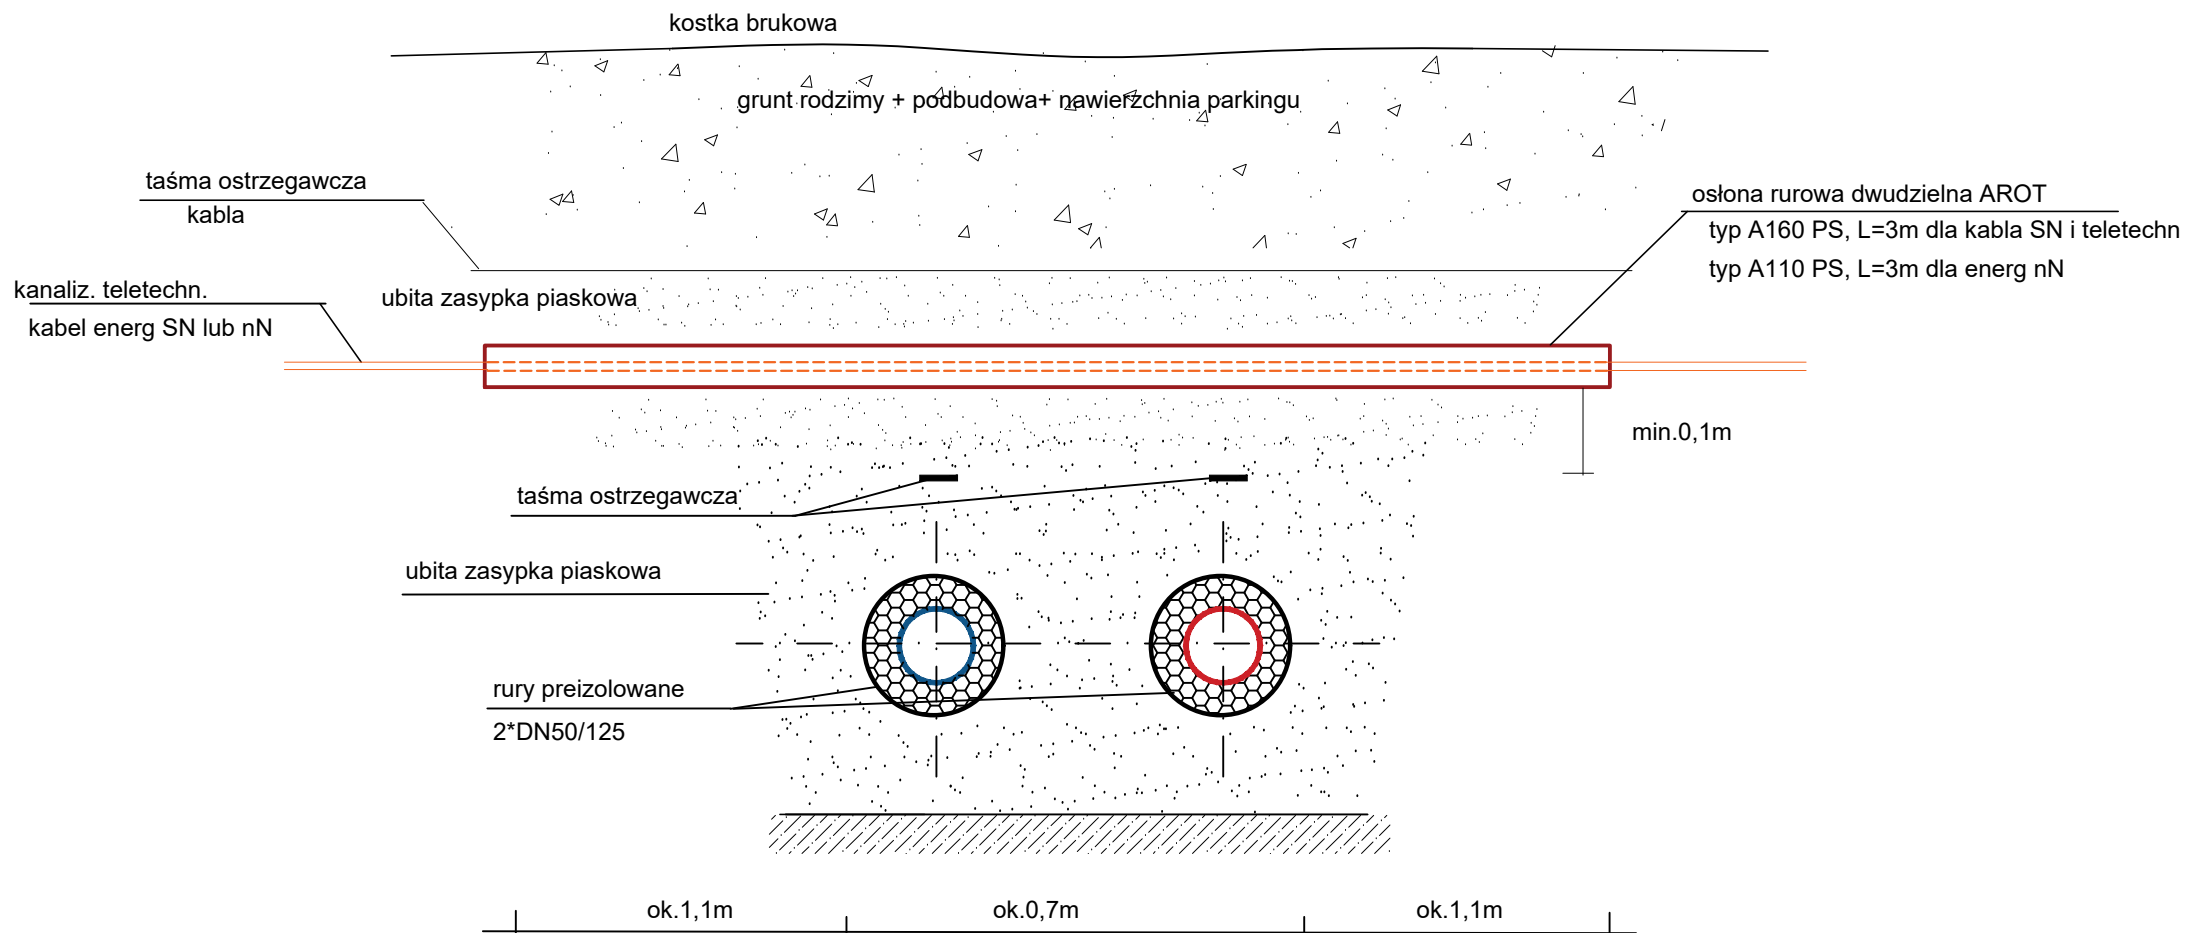 kostka brukowa
grunt rodzimy + podbudowa+ nawierzchnia parkingu
taśma ostrzegawcza
kabla
osłona rurowa dwudzielna AROT
typ A160 PS, L=3m dla kabla SN i teletechn
typ A110 PS, L=3m dla energ nN
kanaliz. teletechn.
kabel energ SN lub nN
ubita zasypka piaskowa
min.0,1m
taśma ostrzegawcza
ubita zasypka piaskowa
rury preizolowane
2*DN50/125
ok.1,1m
ok.0,7m
ok.1,1m